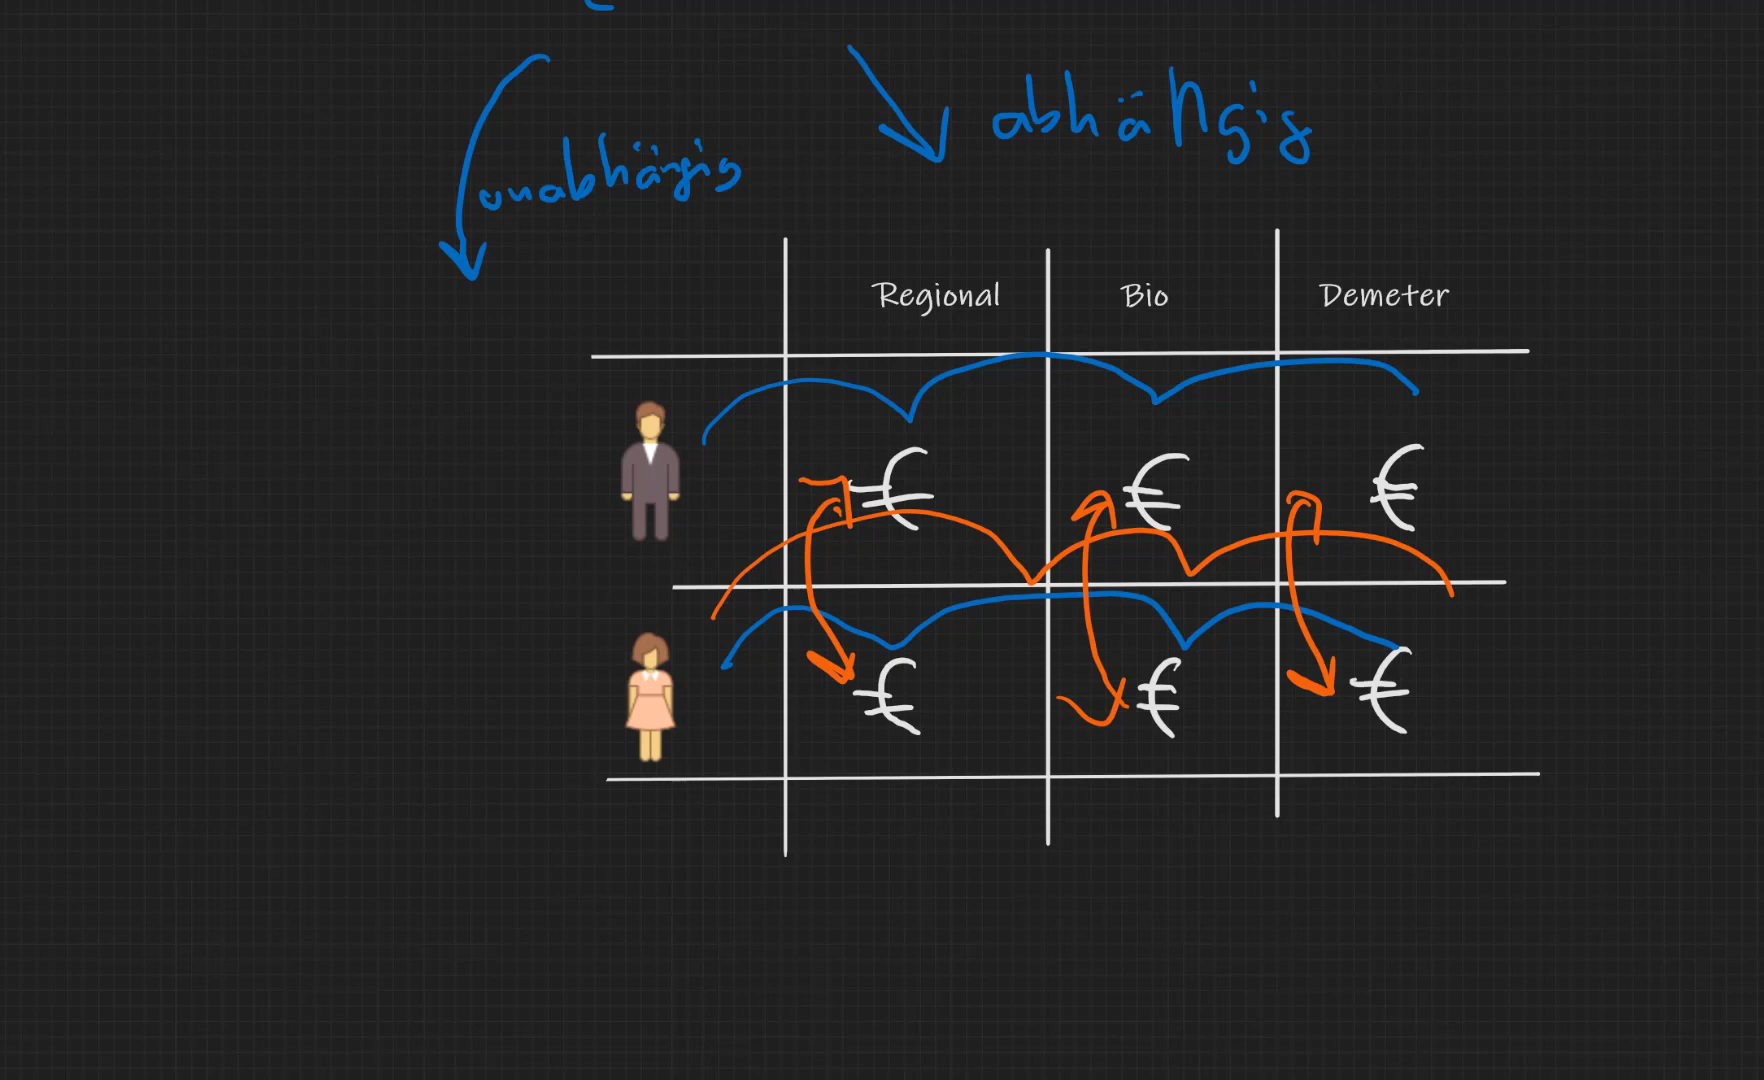 abhängig
unabhängig
Regional Bio Demeter
€ € €
€ € €